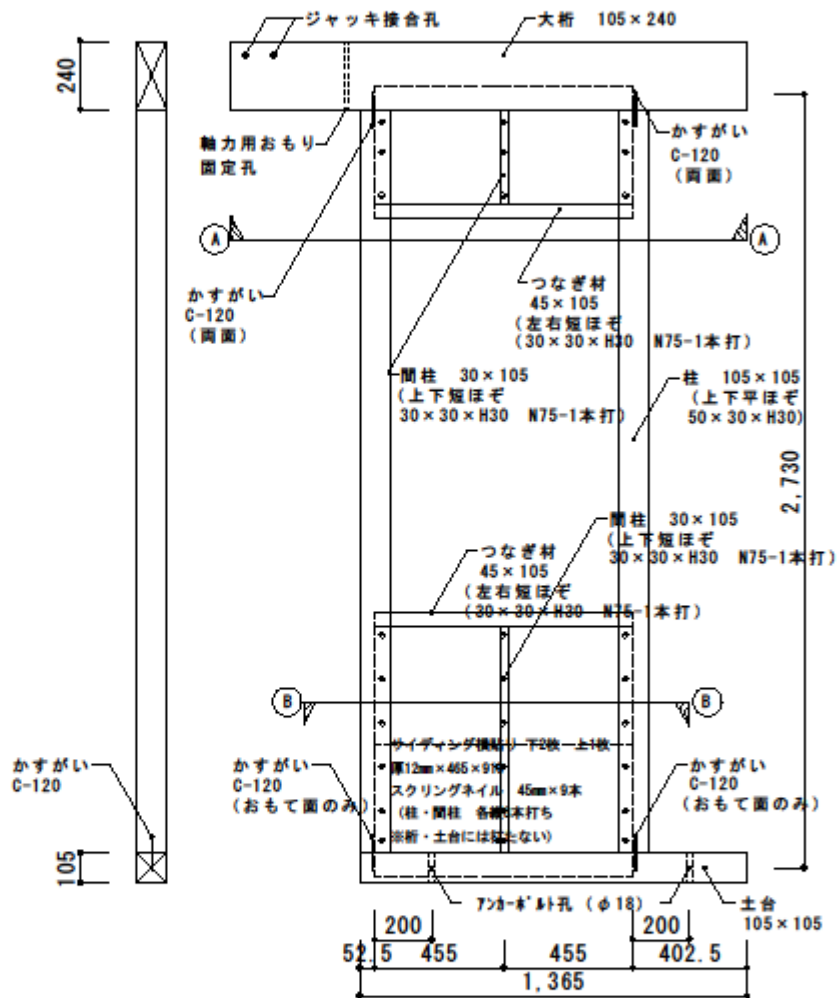 ジャッキ接合孔
大桁 105×240
240
軸力用おもり
固定孔
かすがい
C-120
(両面)
A
A
かすがい
C-120
(両面)
つなぎ材
45×105
(左右短ほぞ
(30×30×H30 N75-1本打)
間柱 30×105
(上下短ほぞ
30×30×H30 N75-1本打)
柱 105×105
(上下平ほぞ
50×30×H30)
2,730
間柱 30×105
(上下短ほぞ
30×30×H30 N75-1本打)
つなぎ材
45×105
(左右短ほぞ
(30×30×H30 N75-1本打)
B
B
サイディング横貼り 下2枚 上1枚
厚12mm×465×91
スクリングネイル 45mm×9本
(柱・間柱 各 本打ち
※桁・土台には打たない)
かすがい
C-120
かすがい
C-120
(おもて面のみ)
かすがい
C-120
(おもて面のみ)
105
アンカーボルト孔 (φ18)
土台
105×105
200
200
52.5
455
455
402.5
1,365